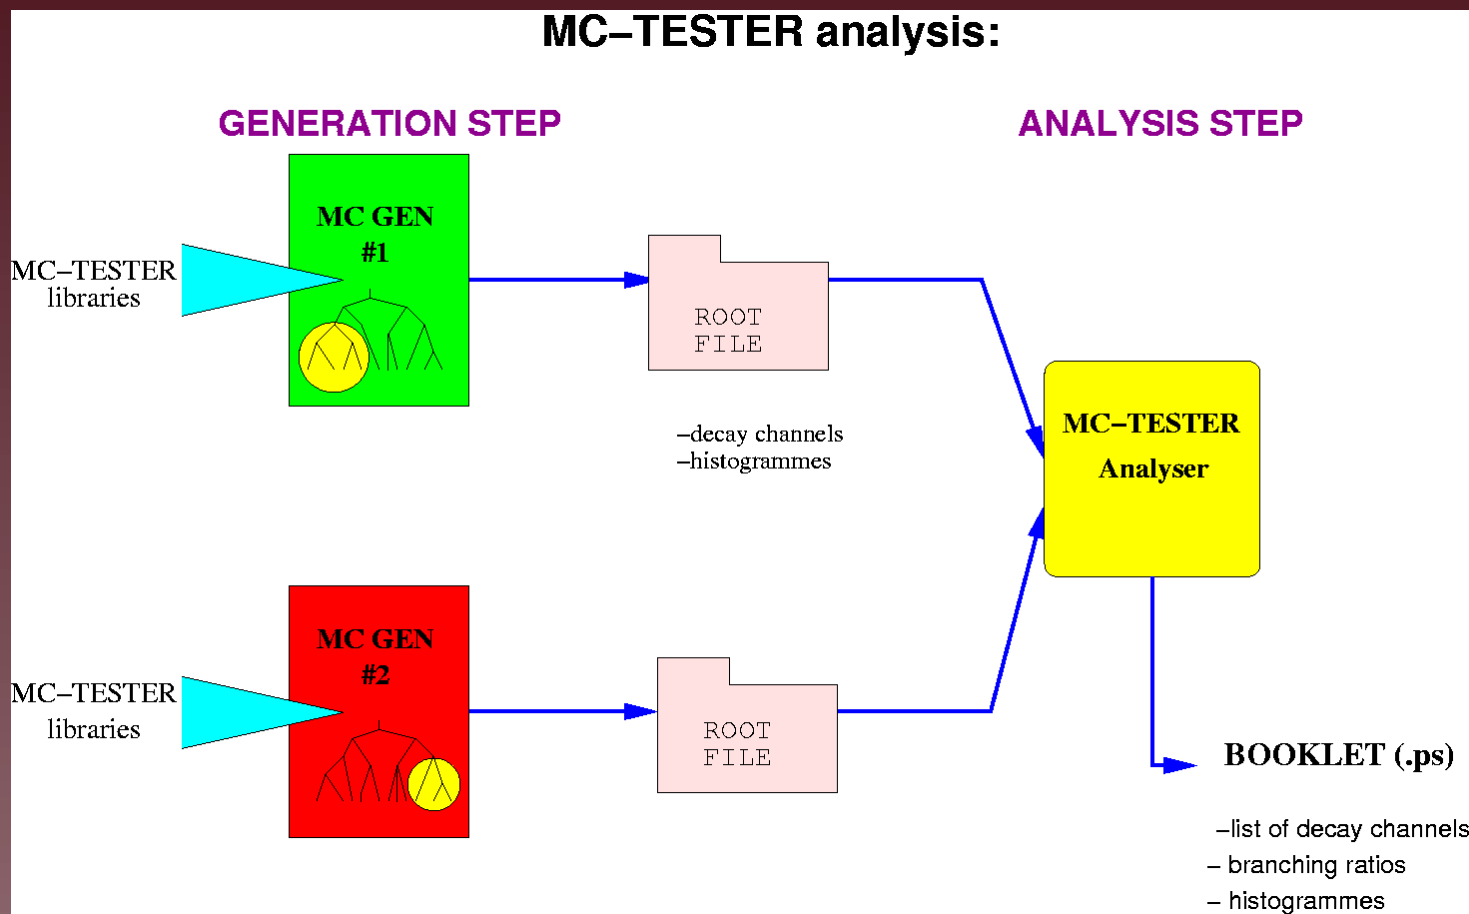 MC–TESTER analysis:
GENERATION STEP
ANALYSIS STEP
MC GEN
#1
MC–TESTER
libraries
ROOT
FILE
–decay channels
–histogrammes
MC–TESTER
Analyser
MC GEN
#2
MC–TESTER
libraries
ROOT
FILE
BOOKLET (.ps)
–list of decay channels
– branching ratios
– histogrammes